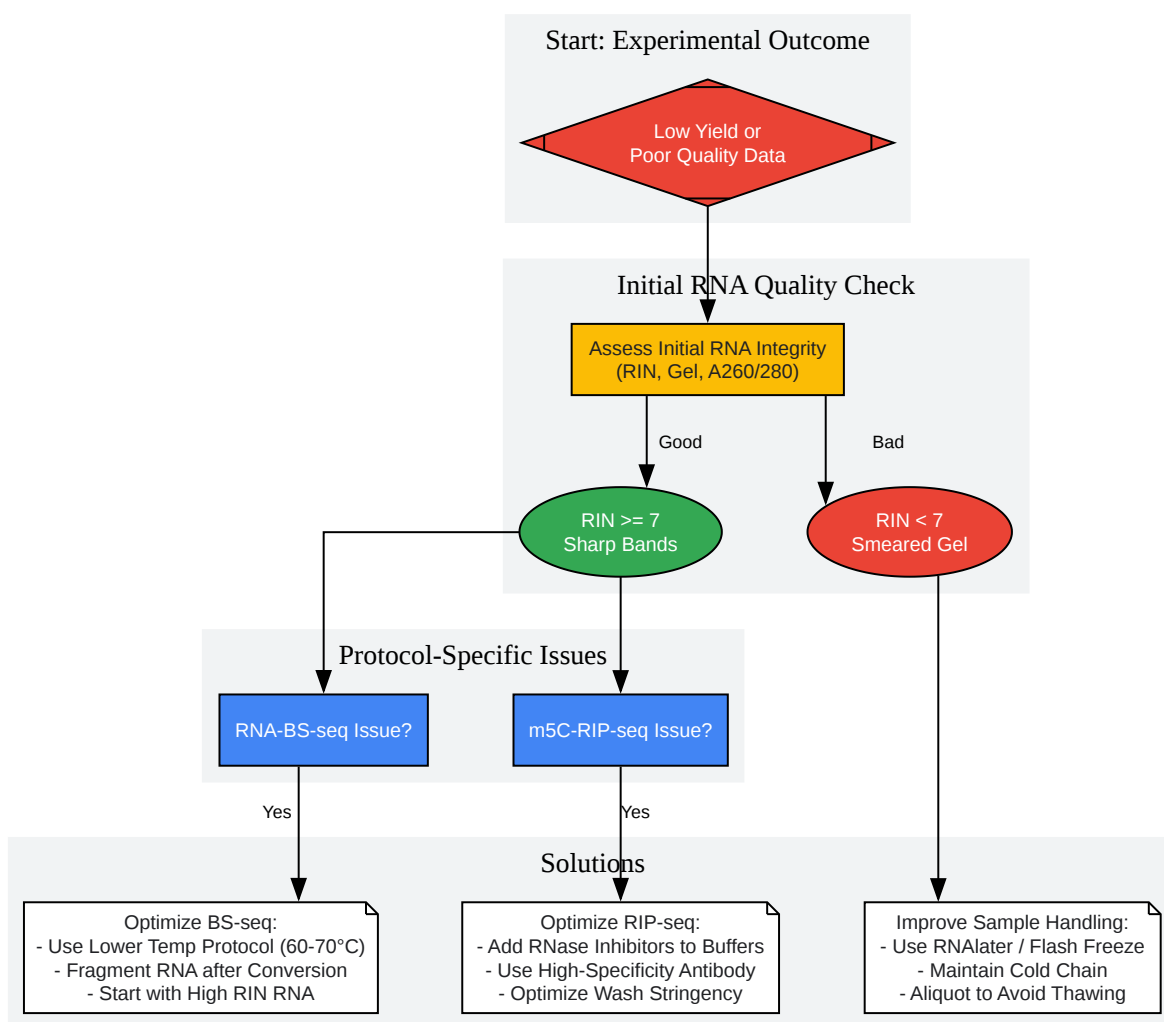 Start: Experimental Outcome
Low Yield or
Poor Quality Data
Initial RNA Quality Check
Assess Initial RNA Integrity
(RIN, Gel, A260/280)
Good
Bad
RIN >= 7
Sharp Bands
RIN < 7
Smeared Gel
Protocol-Specific Issues
RNA-BS-seq Issue?
m5C-RIP-seq Issue?
Yes
Yes
Solutions
Optimize BS-seq:
- Use Lower Temp Protocol (60-70°C)
- Fragment RNA after Conversion
- Start with High RIN RNA
Optimize RIP-seq:
- Add RNase Inhibitors to Buffers
- Use High-Specificity Antibody
- Optimize Wash Stringency
Improve Sample Handling:
- Use RNAlater / Flash Freeze
- Maintain Cold Chain
- Aliquot to Avoid Thawing